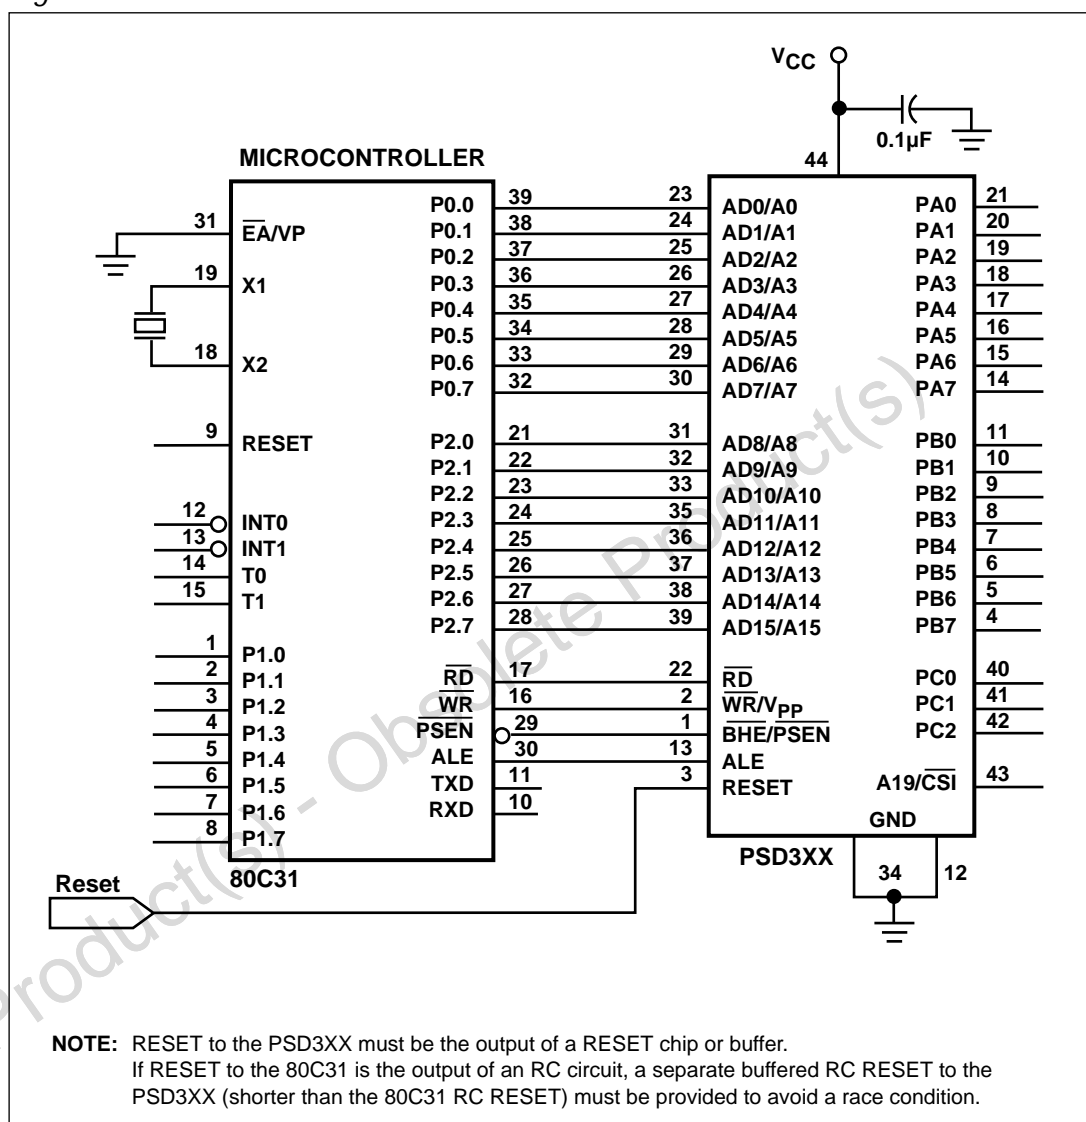 V_CC
0.1µF
44
MICROCONTROLLER
31 EA/VP
19 X1
18 X2
9 RESET
12 INT0
13 INT1
14 T0
15 T1
1 P1.0
2 P1.1
3 P1.2
4 P1.3
5 P1.4
6 P1.5
7 P1.6
8 P1.7
P0.0 39
P0.1 38
P0.2 37
P0.3 36
P0.4 35
P0.5 34
P0.6 33
P0.7 32
P2.0 21
P2.1 22
P2.2 23
P2.3 24
P2.4 25
P2.5 26
P2.6 27
P2.7 28
RD 17
WR 16
PSEN 29
ALE 30
TXD 11
RXD 10
80C31
23 AD0/A0
24 AD1/A1
25 AD2/A2
26 AD3/A3
27 AD4/A4
28 AD5/A5
29 AD6/A6
30 AD7/A7
31 AD8/A8
32 AD9/A9
33 AD10/A10
35 AD11/A11
36 AD12/A12
37 AD13/A13
38 AD14/A14
39 AD15/A15
22 RD
2 WR/V_PP
1 BHE/PSEN
13 ALE
3 RESET
PA0 21
PA1 20
PA2 19
PA3 18
PA4 17
PA5 16
PA6 15
PA7 14
PB0 11
PB1 10
PB2 9
PB3 8
PB4 7
PB5 6
PB6 5
PB7 4
PC0 40
PC1 41
PC2 42
A19/CSI 43
GND
PSD3XX
34 12
Reset
Product(s) - Obsolete Product(s)
NOTE: RESET to the PSD3XX must be the output of a RESET chip or buffer.
If RESET to the 80C31 is the output of an RC circuit, a separate buffered RC RESET to the
PSD3XX (shorter than the 80C31 RC RESET) must be provided to avoid a race condition.